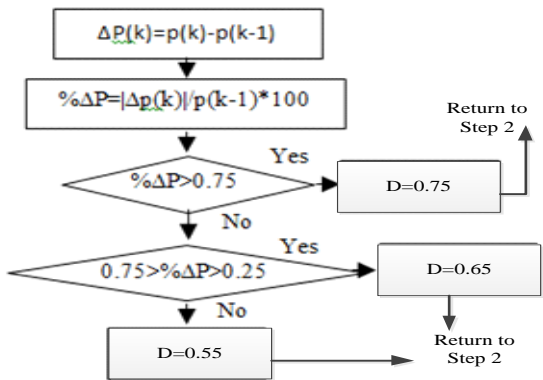 ΔP(k)=p(k)-p(k-1)
%ΔP=|Δp(k)|/p(k-1)*100
Return to
Step 2
Yes
%ΔP>0.75
D=0.75
No
Yes
0.75>%ΔP>0.25
D=0.65
No
D=0.55
Return to
Step 2